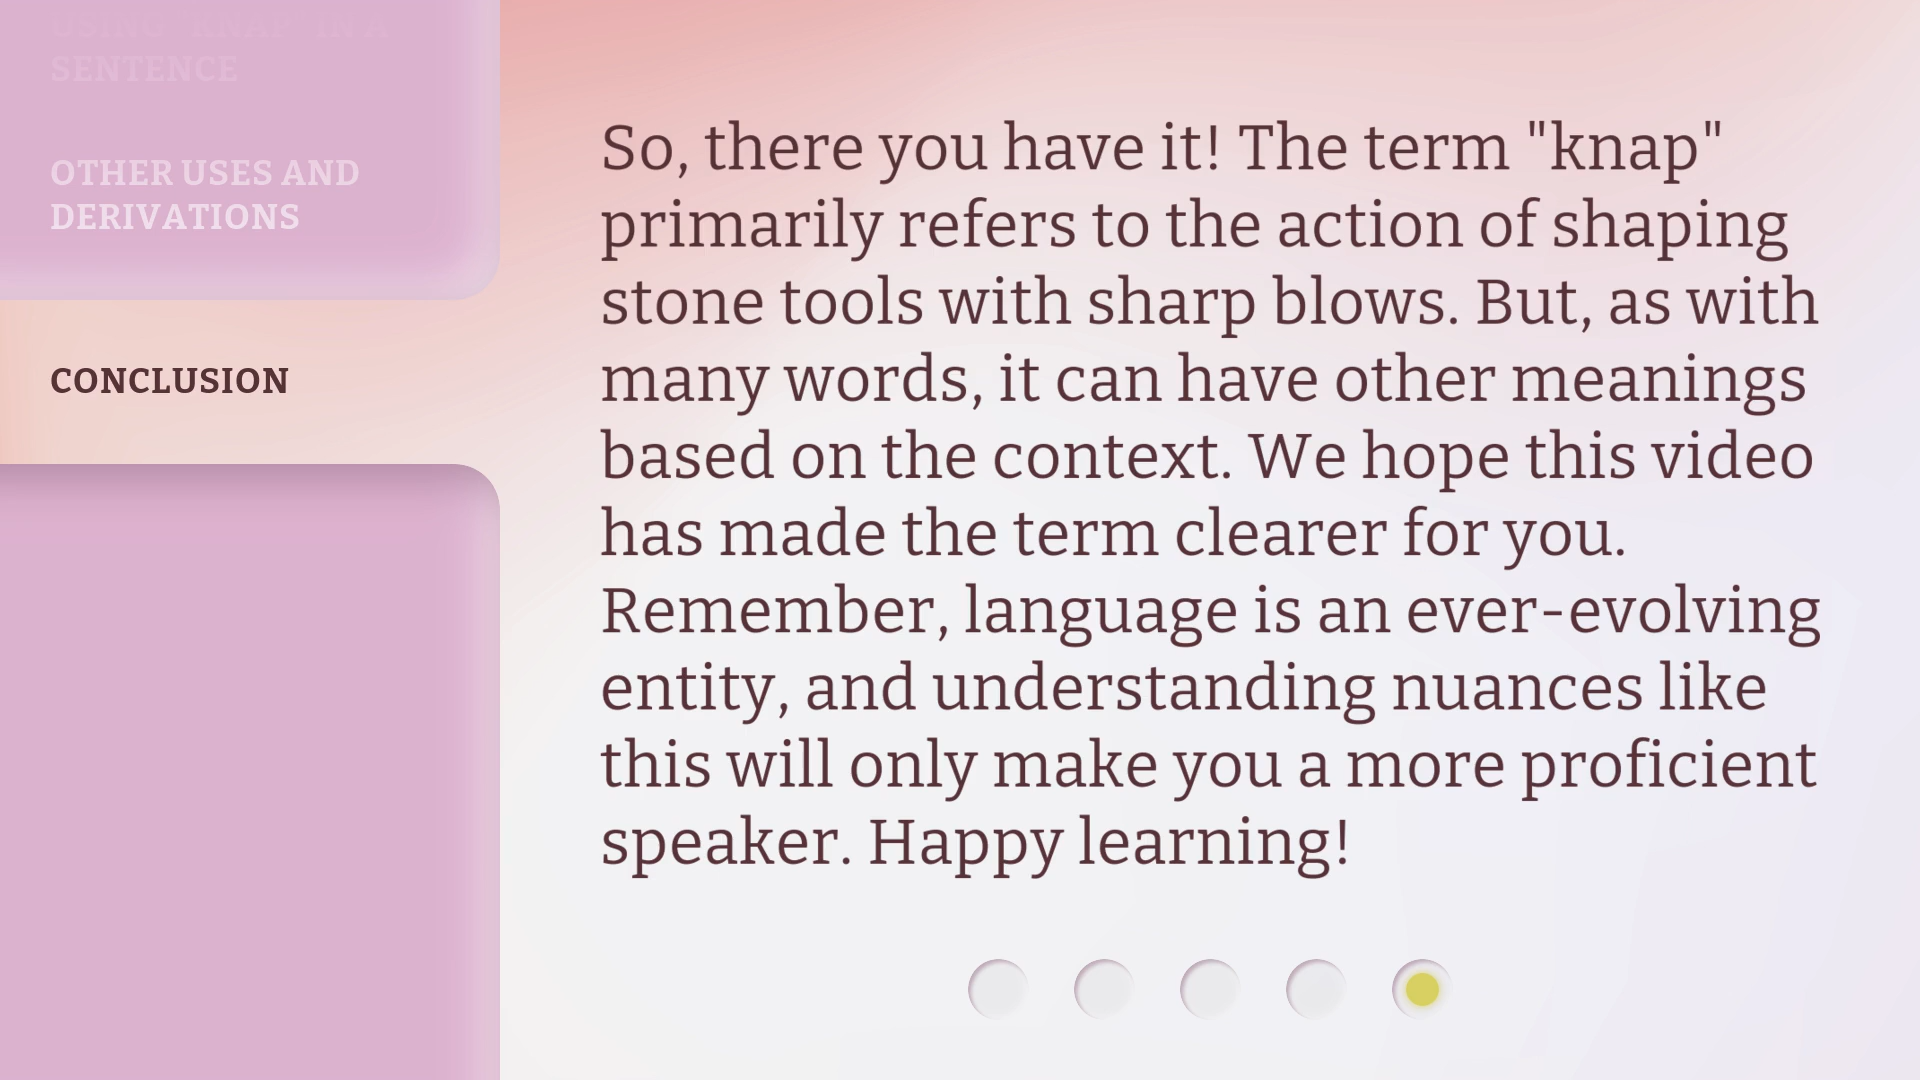 USING KNAP IN A
SENTENCE
OTHER USES AND
DERIVATIONS
CONCLUSION
So, there you have it! The term "knap"
primarily refers to the action of shaping
stone tools with sharp blows. But, as with
many words, it can have other meanings
based on the context. We hope this video
has made the term clearer for you.
Remember, language is an ever-evolving
entity, and understanding nuances like
this will only make you a more proficient
speaker. Happy learning!